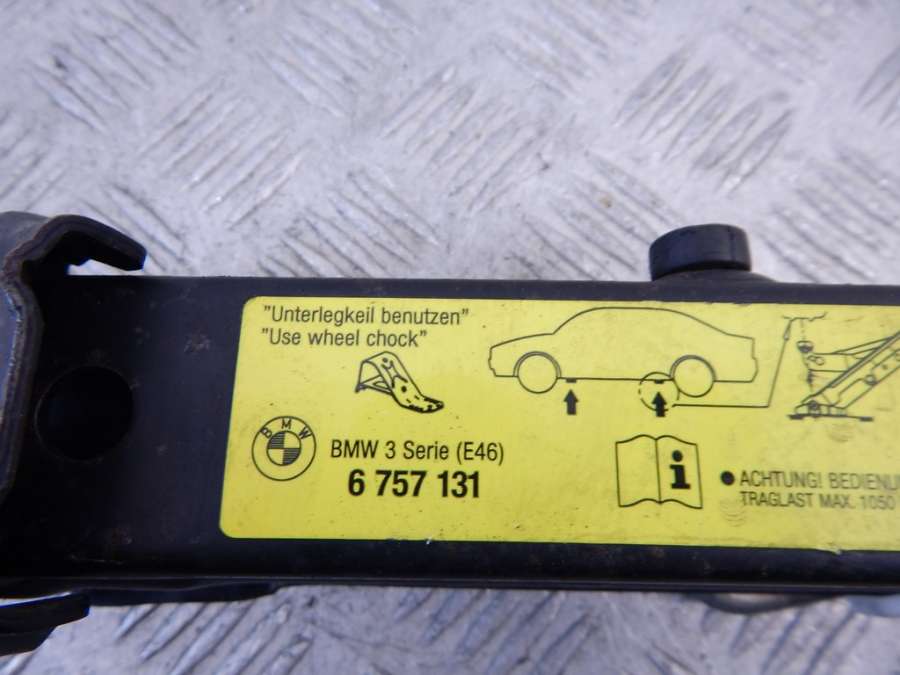 "Unterlegkeil benutzen"
"Use wheel chock"
BMW
BMW 3 Serie (E46)
6 757 131
i
ACHTUNG! BEDIENU
TRAGLAST MAX. 1050